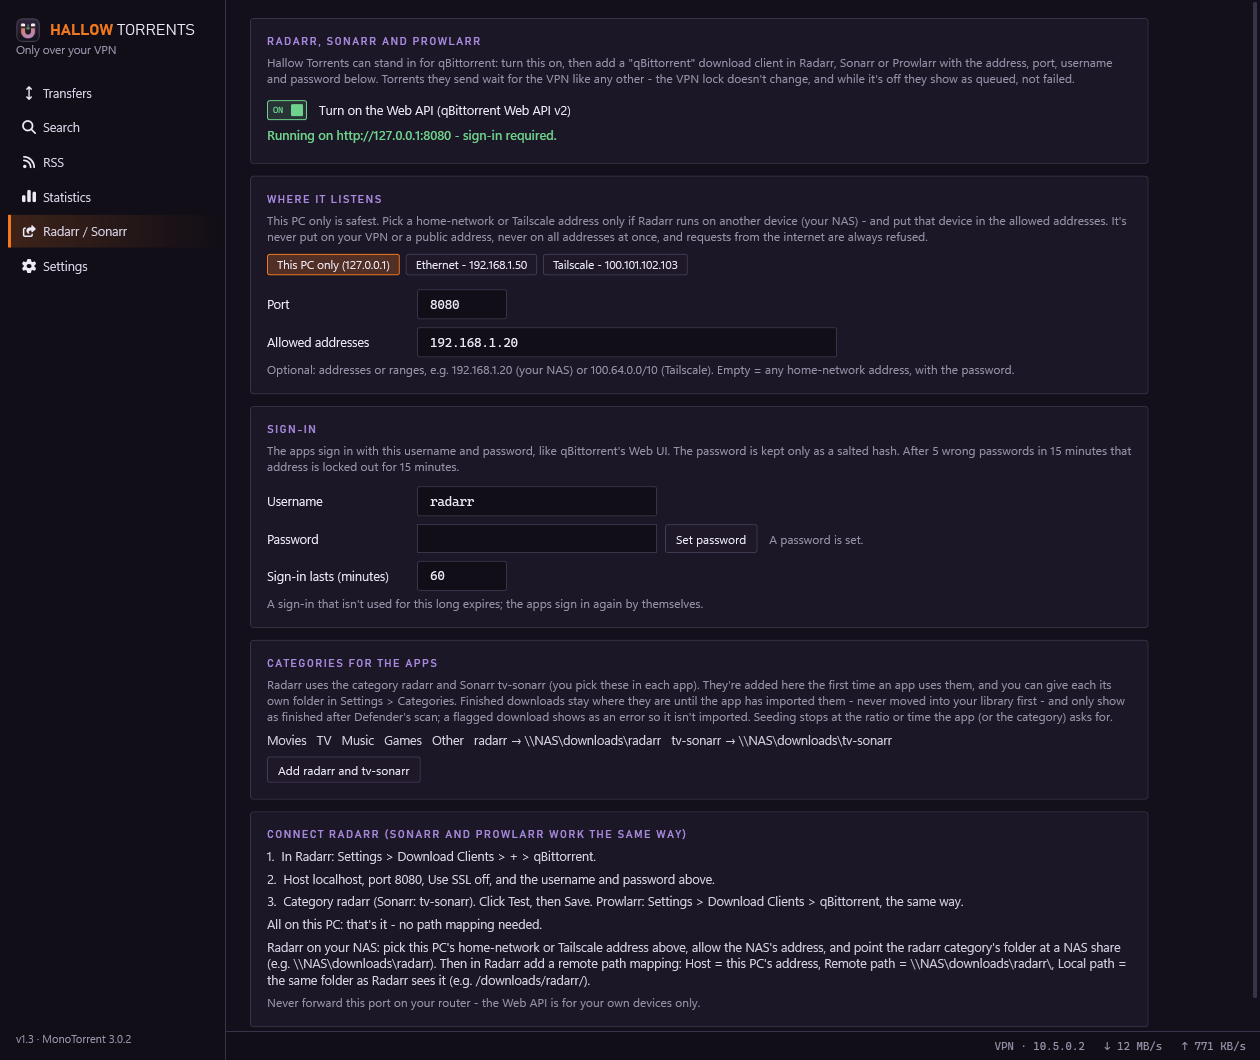 HALLOW TORRENTS
Only over your VPN
Transfers
Search
RSS
Statistics
Radarr / Sonarr
Settings
v1.3 · MonoTorrent 3.0.2
RADARR, SONARR AND PROWLARR
Hallow Torrents can stand in for qBittorrent: turn this on, then add a "qBittorrent" download client in Radarr, Sonarr or Prowlarr with the address, port, username
and password below. Torrents they send wait for the VPN like any other - the VPN lock doesn't change, and while it's off they show as queued, not failed.
ON Turn on the Web API (qBittorrent Web API v2)
Running on http://127.0.0.1:8080 - sign-in required.
WHERE IT LISTENS
This PC only is safest. Pick a home-network or Tailscale address only if Radarr runs on another device (your NAS) - and put that device in the allowed addresses. It's
never put on your VPN or a public address, never on all addresses at once, and requests from the internet are always refused.
This PC only (127.0.0.1) Ethernet - 192.168.1.50 Tailscale - 100.101.102.103
Port 8080
Allowed addresses 192.168.1.20
Optional: addresses or ranges, e.g. 192.168.1.20 (your NAS) or 100.64.0.0/10 (Tailscale). Empty = any home-network address, with the password.
SIGN-IN
The apps sign in with this username and password, like qBittorrent's Web UI. The password is kept only as a salted hash. After 5 wrong passwords in 15 minutes that
address is locked out for 15 minutes.
Username radarr
Password Set password A password is set.
Sign-in lasts (minutes) 60
A sign-in that isn't used for this long expires; the apps sign in again by themselves.
CATEGORIES FOR THE APPS
Radarr uses the category radarr and Sonarr tv-sonarr (you pick these in each app). They're added here the first time an app uses them, and you can give each its
own folder in Settings > Categories. Finished downloads stay where they are until the app has imported them - never moved into your library first - and only show
as finished after Defender's scan; a flagged download shows as an error so it isn't imported. Seeding stops at the ratio or time the app (or the category) asks for.
Movies TV Music Games Other radarr → \\NAS\downloads\radarr tv-sonarr → \\NAS\downloads\tv-sonarr
Add radarr and tv-sonarr
CONNECT RADARR (SONARR AND PROWLARR WORK THE SAME WAY)
1. In Radarr: Settings > Download Clients > + > qBittorrent.
2. Host localhost, port 8080, Use SSL off, and the username and password above.
3. Category radarr (Sonarr: tv-sonarr). Click Test, then Save. Prowlarr: Settings > Download Clients > qBittorrent, the same way.
All on this PC: that's it - no path mapping needed.
Radarr on your NAS: pick this PC's home-network or Tailscale address above, allow the NAS's address, and point the radarr category's folder at a NAS share
(e.g. \\NAS\downloads\radarr). Then in Radarr add a remote path mapping: Host = this PC's address, Remote path = \\NAS\downloads\radarr\, Local path =
the same folder as Radarr sees it (e.g. /downloads/radarr/).
Never forward this port on your router - the Web API is for your own devices only.
VPN · 10.5.0.2 ↓ 12 MB/s ↑ 771 KB/s